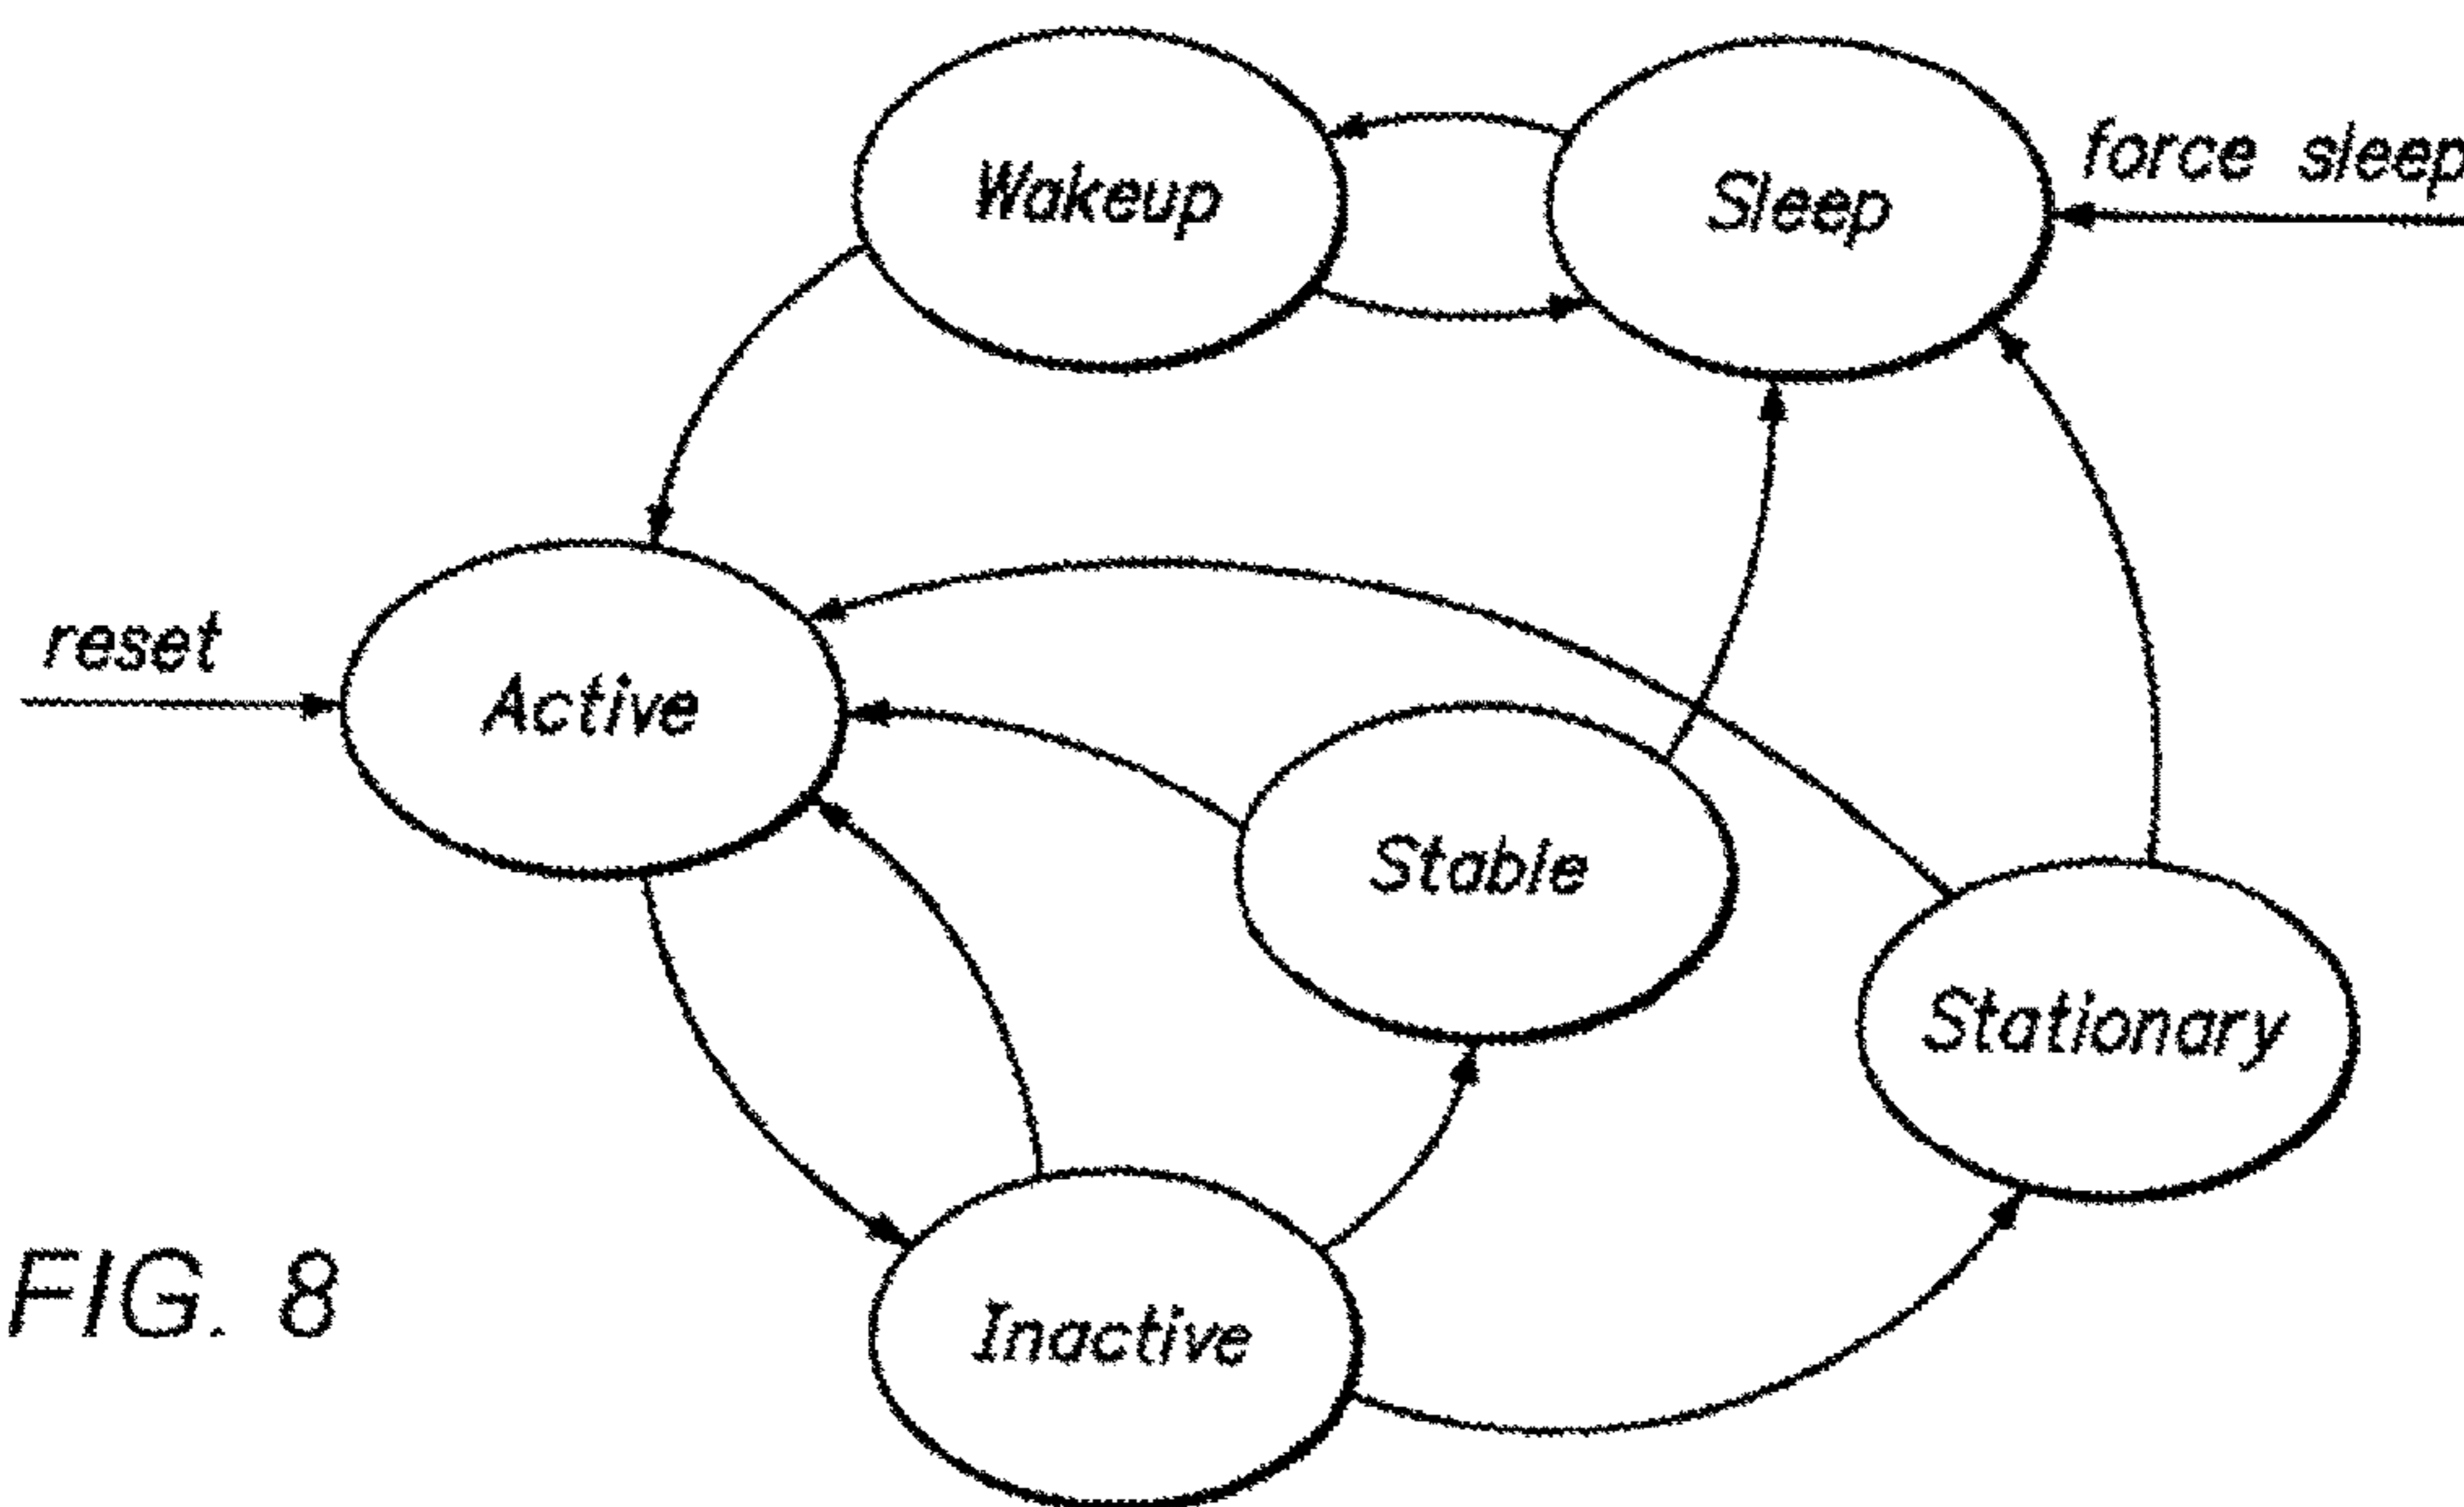 Wakeup
Sleep
force sleep
reset
Active
Stable
Stationary
Inactive
FIG. 8